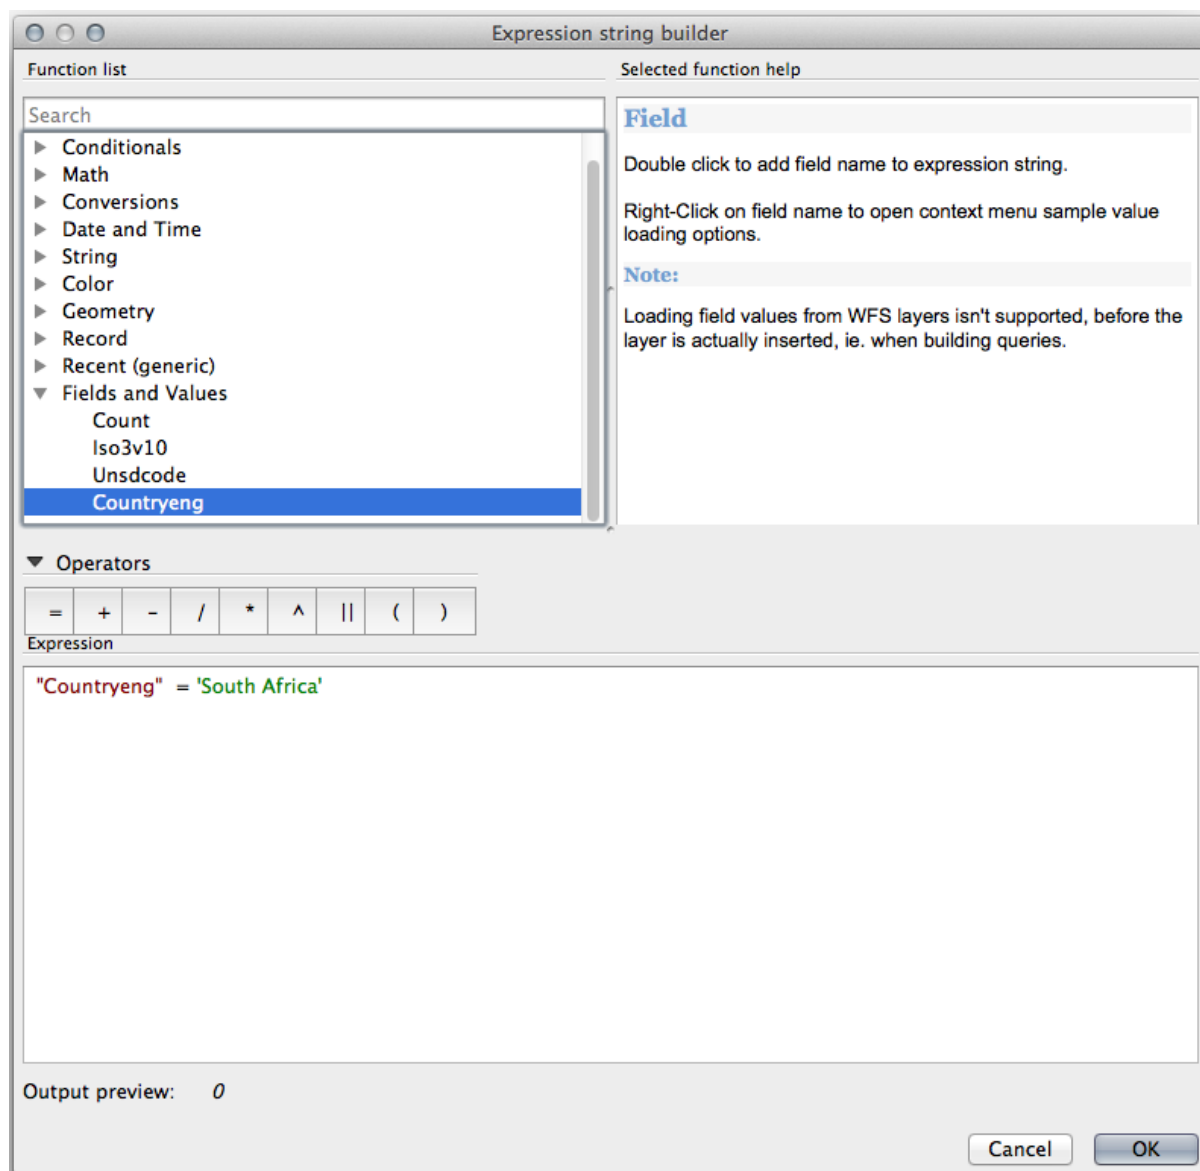 Expression string builder
Function list
Selected function help
Search
Conditionals
Math
Conversions
Date and Time
String
Color
Geometry
Record
Recent (generic)
Fields and Values
Count
Iso3v10
Unsdcode
Countryeng
Field
Double click to add field name to expression string.
Right-Click on field name to open context menu sample value
loading options.
Note:
Loading field values from WFS layers isn't supported, before the
layer is actually inserted, ie. when building queries.
Operators
= + - / * ^ || ( )
Expression
"Countryeng" = 'South Africa'
Output preview: 0
Cancel OK